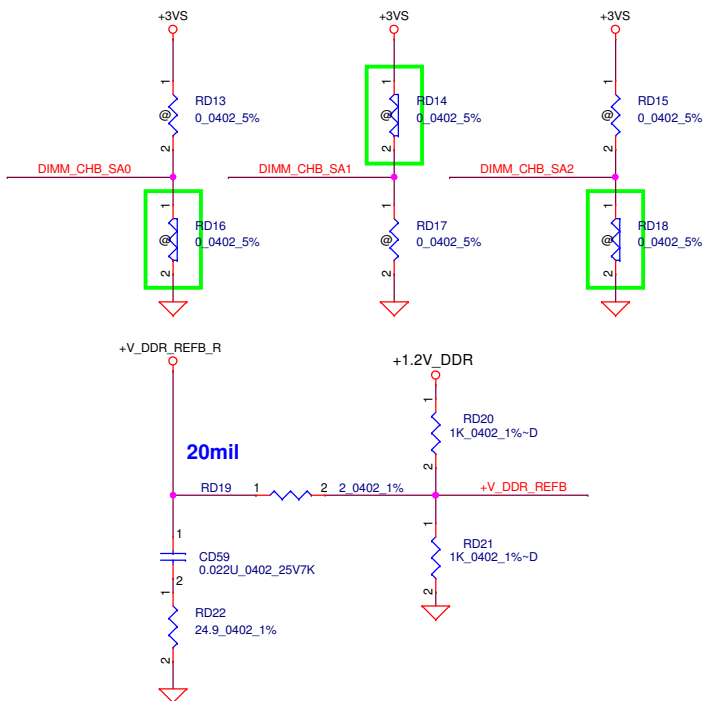 +3VS
+3VS
+3VS
1
RD13
@
0_0402_5%
2
1
RD14
@
0_0402_5%
2
1
RD15
@
0_0402_5%
2
DIMM_CHB_SA0
DIMM_CHB_SA1
DIMM_CHB_SA2
1
RD16
@
0_0402_5%
2
1
RD17
0_0402_5%
2
1
RD18
@
0_0402_5%
2
+V_DDR_REFB_R
+1.2V_DDR
1
RD20
1K_0402_1%~D
2
20mil
RD19
1
2
2_0402_1%
+V_DDR_REFB
1
CD59
0.022U_0402_25V7K
2
1
RD21
1K_0402_1%~D
2
1
RD22
24.9_0402_1%
2